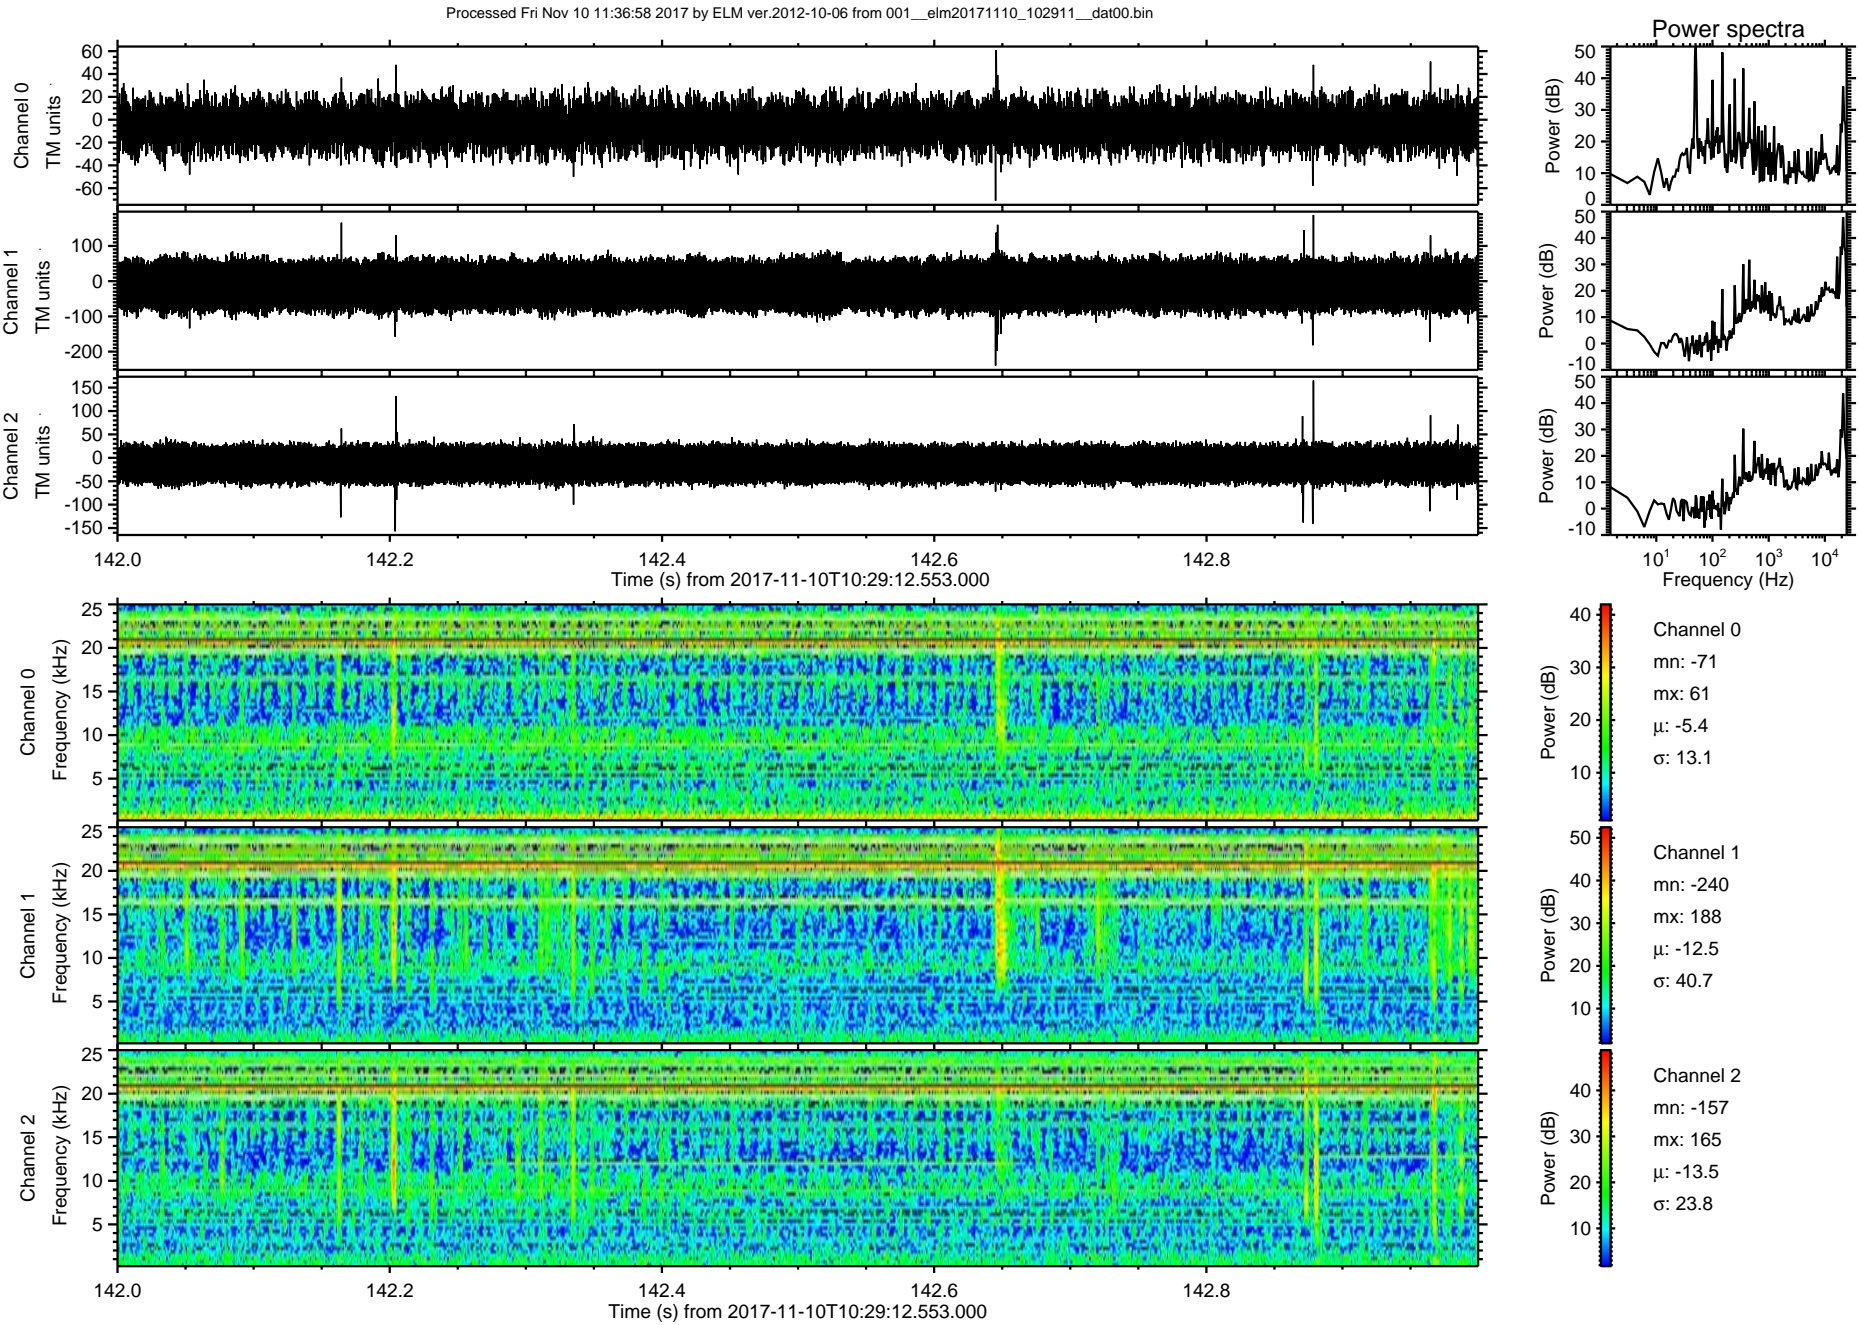 Processed Fri Nov 10 11:36:58 2017 by ELM ver.2012-10-06 from 001__elm20171110_102911__dat00.bin
Power spectra
Channel 0
TM units
60
40
20
0
-20
-40
-60
Power (dB)
50
40
30
20
10
0
Channel 1
TM units
100
0
-100
-200
Power (dB)
50
40
30
20
10
0
-10
Channel 2
TM units
150
100
50
0
-50
-100
-150
Power (dB)
50
40
30
20
10
0
-10
142.0 142.2 142.4 142.6 142.8
Time (s) from 2017-11-10T10:29:12.553.000
10^1 10^2 10^3 10^4
Frequency (Hz)
Channel 0
Frequency (kHz)
25
20
15
10
5
Power (dB)
40
30
20
10
Channel 0
mn: -71
mx: 61
µ: -5.4
σ: 13.1
Channel 1
Frequency (kHz)
25
20
15
10
5
Power (dB)
50
40
30
20
10
Channel 1
mn: -240
mx: 188
µ: -12.5
σ: 40.7
Channel 2
Frequency (kHz)
25
20
15
10
5
Power (dB)
40
30
20
10
Channel 2
mn: -157
mx: 165
µ: -13.5
σ: 23.8
142.0 142.2 142.4 142.6 142.8
Time (s) from 2017-11-10T10:29:12.553.000